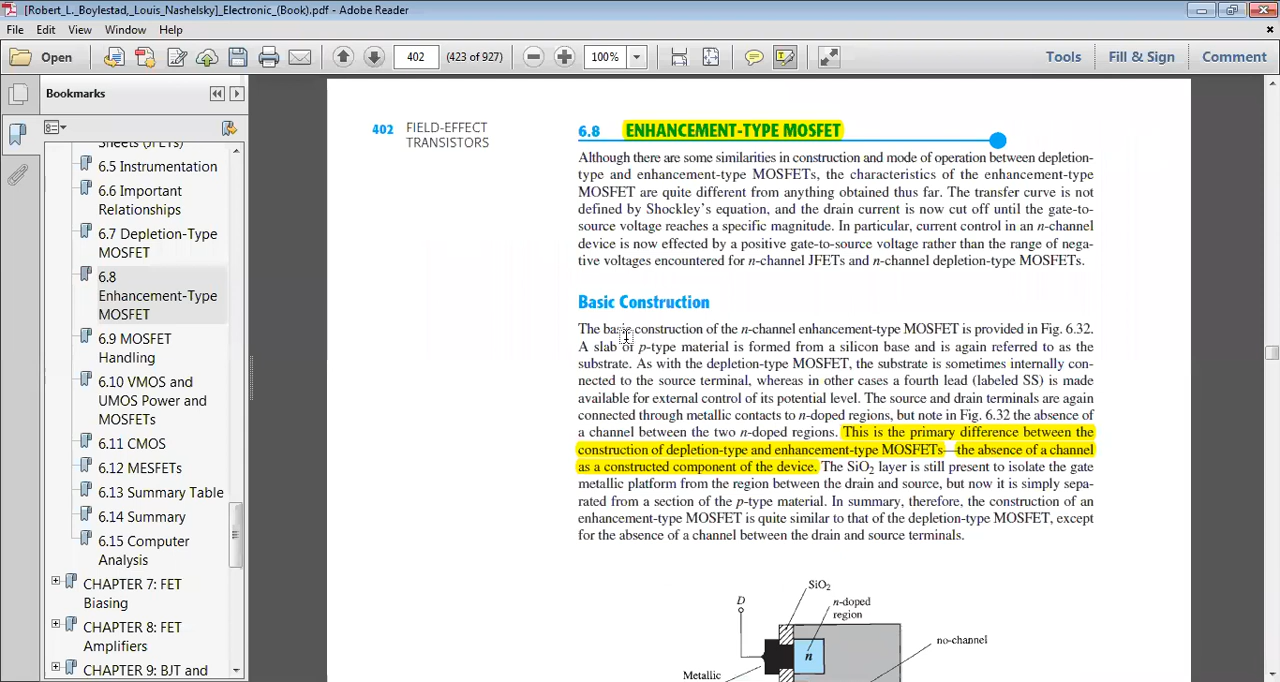 [Robert_L._Boylestad,_Louis_Nashelsky]_Electronic_(Book).pdf - Adobe Reader
File Edit View Window Help
Open 402 (423 of 927) 100% Tools Fill & Sign Comment
Bookmarks
Sheets (JFETs)
6.5 Instrumentation
6.6 Important
Relationships
6.7 Depletion-Type
MOSFET
6.8
Enhancement-Type
MOSFET
6.9 MOSFET
Handling
6.10 VMOS and
UMOS Power and
MOSFETs
6.11 CMOS
6.12 MESFETs
6.13 Summary Table
6.14 Summary
6.15 Computer
Analysis
CHAPTER 7: FET
Biasing
CHAPTER 8: FET
Amplifiers
CHAPTER 9: BJT and
402 FIELD-EFFECT
TRANSISTORS
6.8 ENHANCEMENT-TYPE MOSFET
Although there are some similarities in construction and mode of operation between depletion-
type and enhancement-type MOSFETs, the characteristics of the enhancement-type
MOSFET are quite different from anything obtained thus far. The transfer curve is not
defined by Shockley's equation, and the drain current is now cut off until the gate-to-
source voltage reaches a specific magnitude. In particular, current control in an n-channel
device is now effected by a positive gate-to-source voltage rather than the range of nega-
tive voltages encountered for n-channel JFETs and n-channel depletion-type MOSFETs.
Basic Construction
The basic construction of the n-channel enhancement-type MOSFET is provided in Fig. 6.32.
A slab of p-type material is formed from a silicon base and is again referred to as the
substrate. As with the depletion-type MOSFET, the substrate is sometimes internally con-
nected to the source terminal, whereas in other cases a fourth lead (labeled SS) is made
available for external control of its potential level. The source and drain terminals are again
connected through metallic contacts to n-doped regions, but note in Fig. 6.32 the absence of
a channel between the two n-doped regions. This is the primary difference between the
construction of depletion-type and enhancement-type MOSFETs—the absence of a channel
as a constructed component of the device. The SiO₂ layer is still present to isolate the gate
metallic platform from the region between the drain and source, but now it is simply sepa-
rated from a section of the p-type material. In summary, therefore, the construction of an
enhancement-type MOSFET is quite similar to that of the depletion-type MOSFET, except
for the absence of a channel between the drain and source terminals.
SiO₂
D
n-doped
region
no-channel
n
Metallic